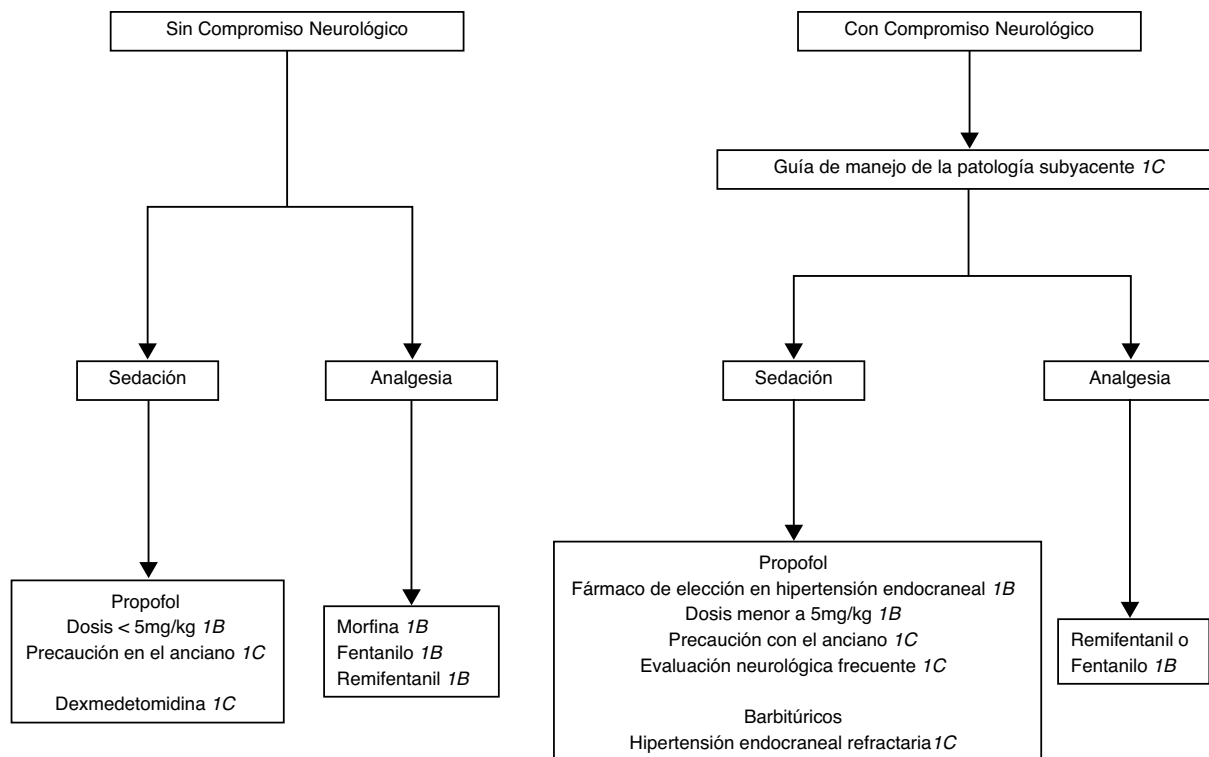 Sin Compromiso Neurológico
Sedación
Analgesia
Propofol
Dosis < 5mg/kg 1B
Precaución en el anciano 1C
Dexmedetomidina 1C
Morfina 1B
Fentanilo 1B
Remifentanil 1B
Con Compromiso Neurológico
Guía de manejo de la patología subyacente 1C
Sedación
Analgesia
Propofol
Fármaco de elección en hipertensión endocraneal 1B
Dosis menor a 5mg/kg 1B
Precaución con el anciano 1C
Evaluación neurológica frecuente 1C
Barbitúricos
Hipertensión endocraneal refractaria1C
Remifentanil o
Fentanilo 1B